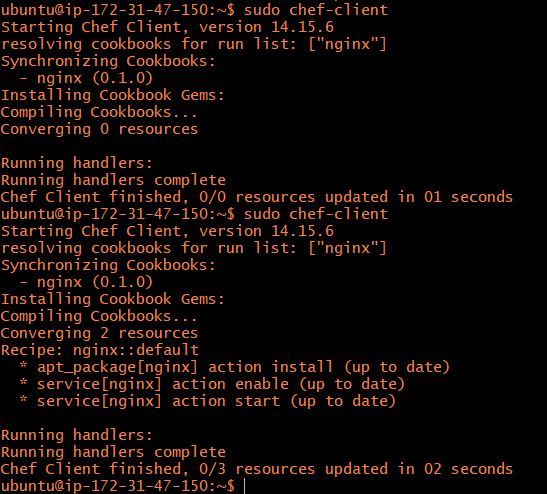 ubuntu@ip-172-31-47-150:~$ sudo chef-client
Starting Chef Client, version 14.15.6
resolving cookbooks for run list: ["nginx"]
Synchronizing Cookbooks:
  - nginx (0.1.0)
Installing Cookbook Gems:
Compiling Cookbooks...
Converging 0 resources

Running handlers:
Running handlers complete
Chef Client finished, 0/0 resources updated in 01 seconds
ubuntu@ip-172-31-47-150:~$ sudo chef-client
Starting Chef Client, version 14.15.6
resolving cookbooks for run list: ["nginx"]
Synchronizing Cookbooks:
  - nginx (0.1.0)
Installing Cookbook Gems:
Compiling Cookbooks...
Converging 2 resources
Recipe: nginx::default
  * apt_package[nginx] action install (up to date)
  * service[nginx] action enable (up to date)
  * service[nginx] action start (up to date)

Running handlers:
Running handlers complete
Chef Client finished, 0/3 resources updated in 02 seconds
ubuntu@ip-172-31-47-150:~$